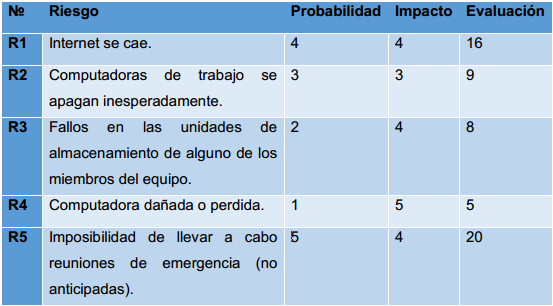 № Riesgo Probabilidad Impacto Evaluación
R1 Internet se cae. 4 4 16
R2 Computadoras de trabajo se 3 3 9
apagan inesperadamente.
R3 Fallos en las unidades de 2 4 8
almacenamiento de alguno de los
miembros del equipo.
R4 Computadora dañada o perdida. 1 5 5
R5 Imposibilidad de llevar a cabo 5 4 20
reuniones de emergencia (no
anticipadas).